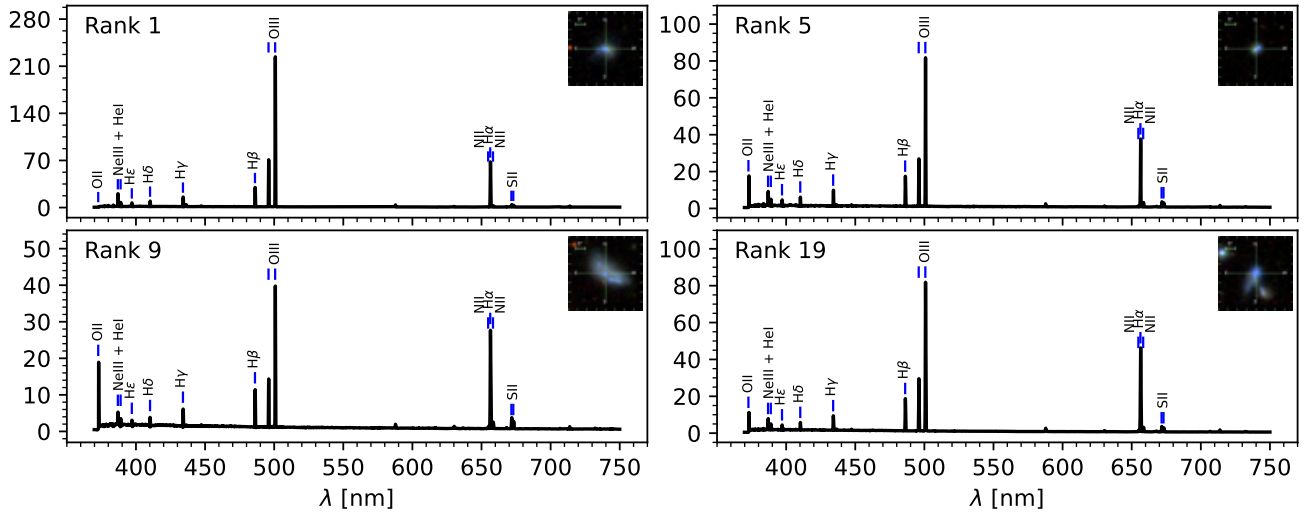 Rank 1
280
210
140
70
0
OII
NeIII + HeI
Hε
Hδ
Hγ
Hβ
OIII
NII
Hα
NII
SII
Rank 5
100
80
60
40
20
0
OII
NeIII + HeI
Hε
Hδ
Hγ
Hβ
OIII
NII
Hα
NII
SII
Rank 9
50
40
30
20
10
0
OII
NeIII + HeI
Hε
Hδ
Hγ
Hβ
OIII
NII
Hα
NII
SII
400 450 500 550 600 650 700 750
λ [nm]
Rank 19
100
80
60
40
20
0
OII
NeIII + HeI
Hε
Hδ
Hγ
Hβ
OIII
NII
Hα
NII
SII
400 450 500 550 600 650 700 750
λ [nm]